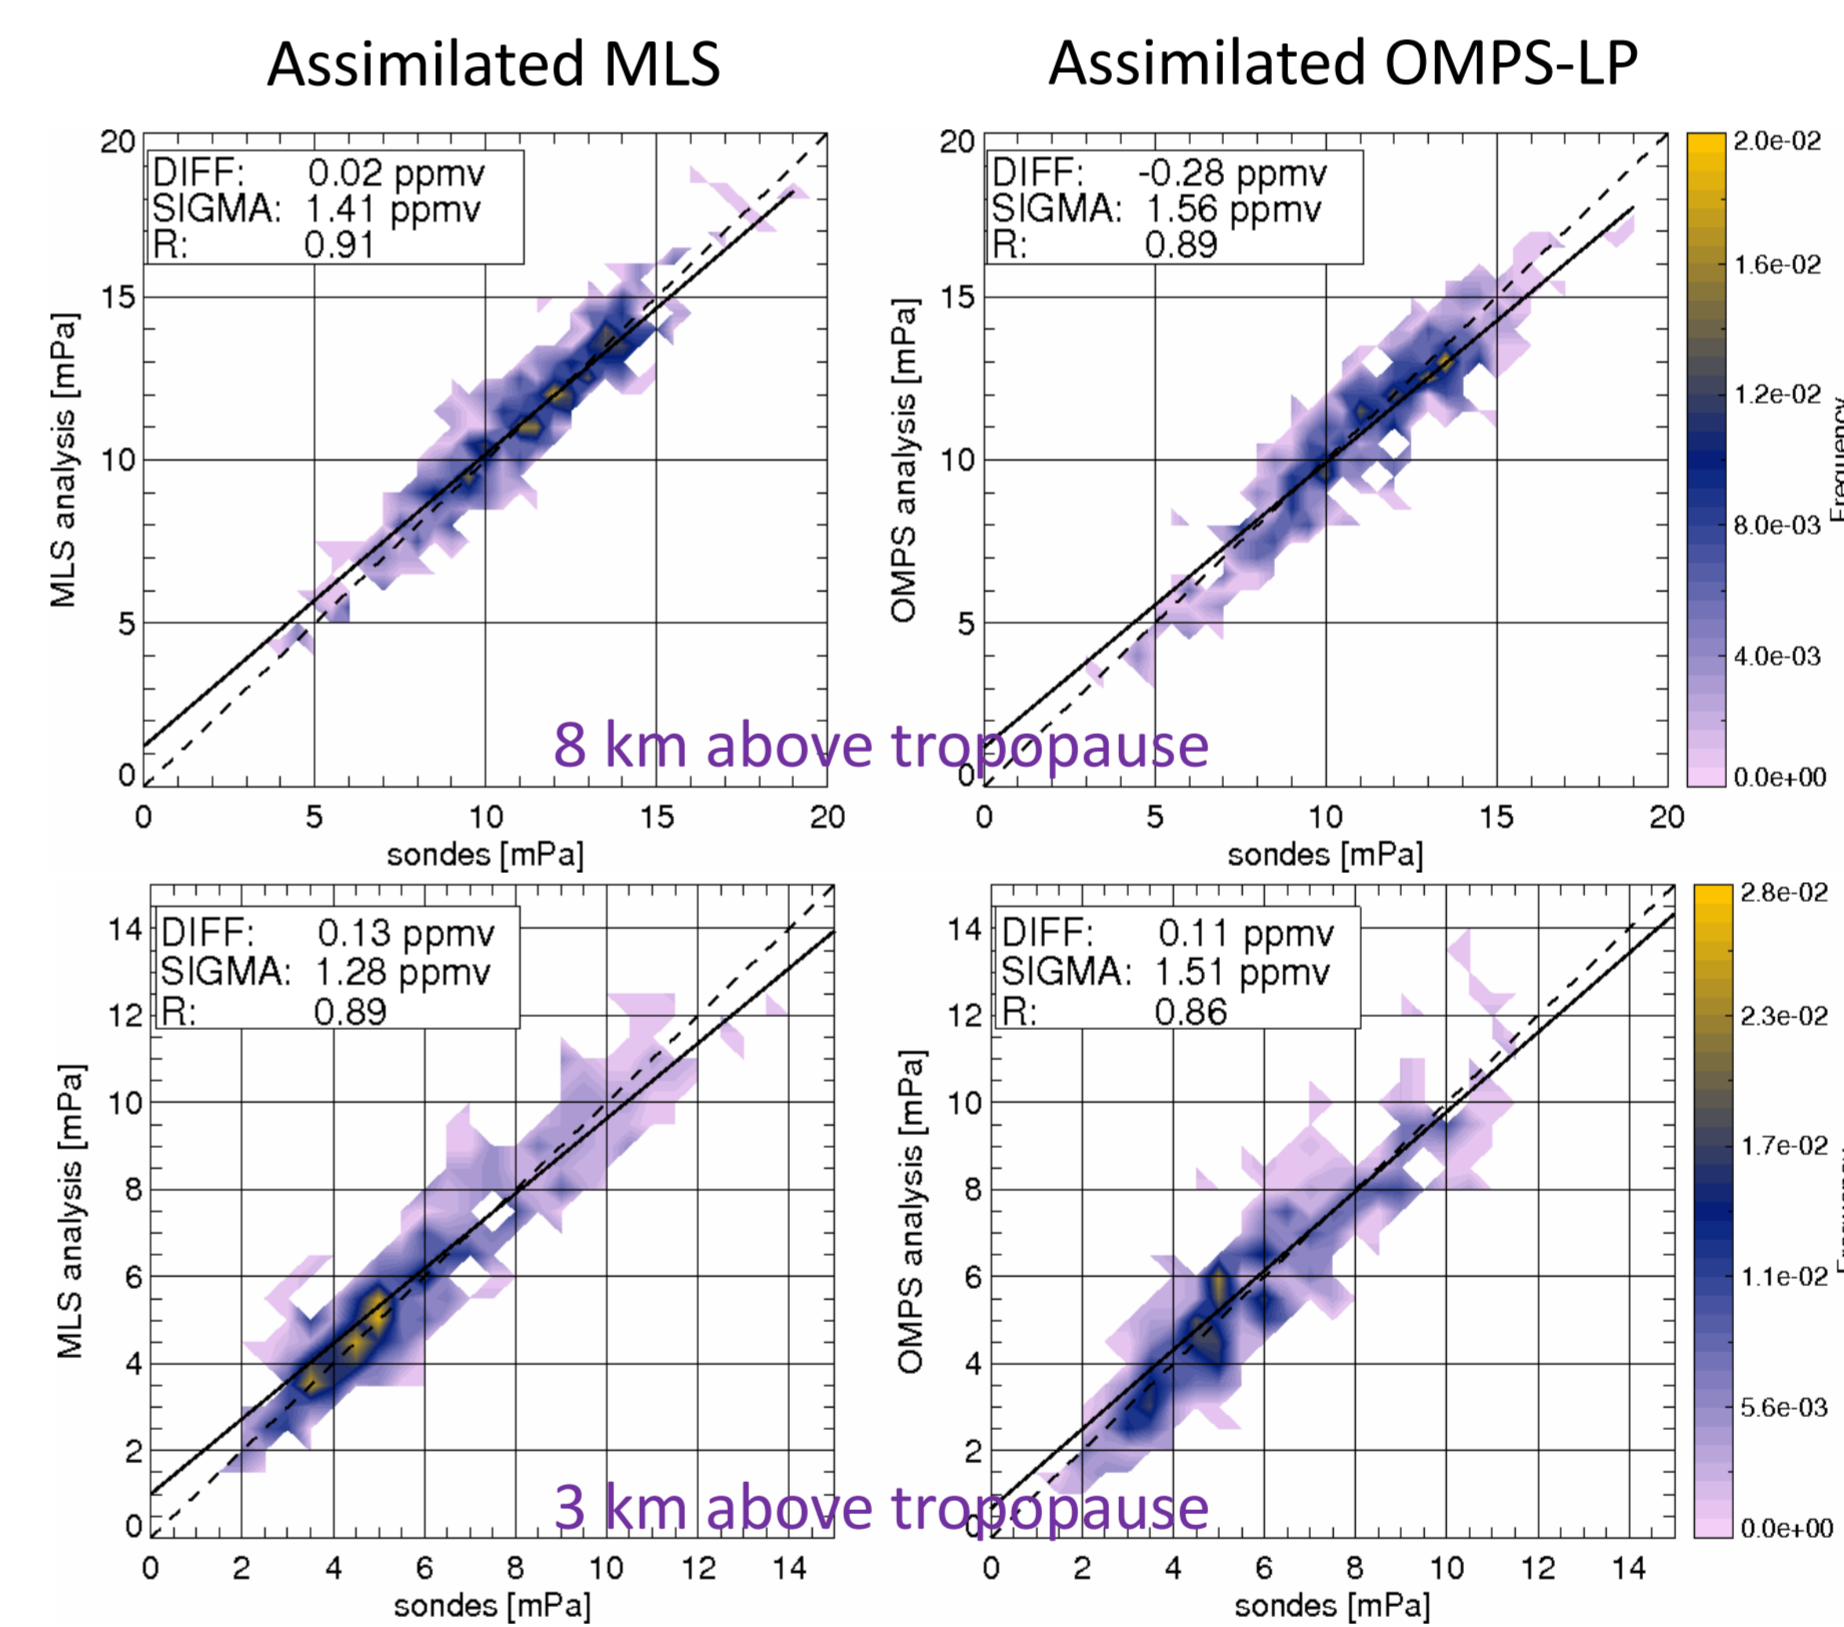 Assimilated MLS
Assimilated OMPS-LP
DIFF: 0.02 ppmv
SIGMA: 1.41 ppmv
R: 0.91
MLS analysis [mPa]
20
15
10
5
0
0 5 10 15 20
sondes [mPa]
DIFF: -0.28 ppmv
SIGMA: 1.56 ppmv
R: 0.89
OMPS analysis [mPa]
20
15
10
5
0
0 5 10 15 20
sondes [mPa]
2.0e-02
1.6e-02
1.2e-02
8.0e-03
4.0e-03
0.0e+00
Frequency
8 km above tropopause
DIFF: 0.13 ppmv
SIGMA: 1.28 ppmv
R: 0.89
MLS analysis [mPa]
14
12
10
8
6
4
2
0
0 2 4 6 8 10 12 14
sondes [mPa]
DIFF: 0.11 ppmv
SIGMA: 1.51 ppmv
R: 0.86
OMPS analysis [mPa]
14
12
10
8
6
4
2
0
0 2 4 6 8 10 12 14
sondes [mPa]
2.8e-02
2.3e-02
1.7e-02
1.1e-02
5.6e-03
0.0e+00
3 km above tropopause